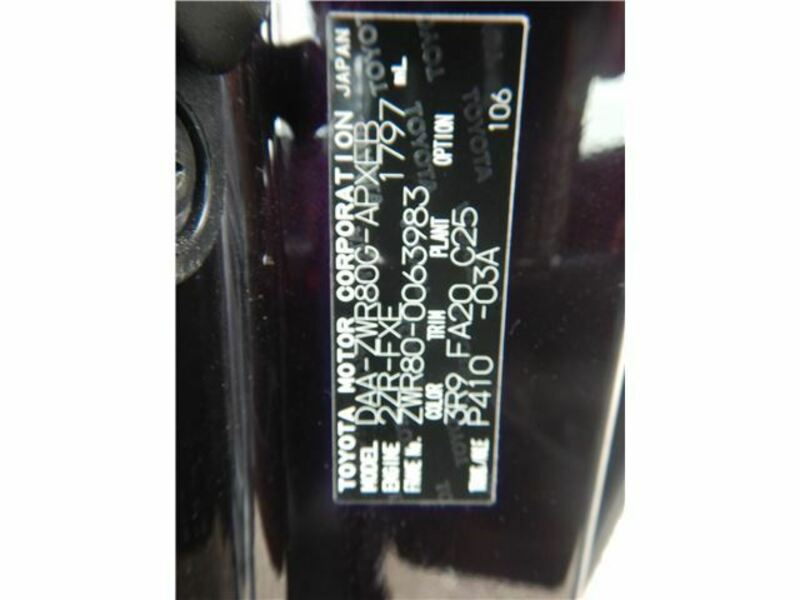 TOYOTA MOTOR CORPORATION JAPAN
MODEL DAA-ZWR80G-APXEB
ENGINE 2ZR-FXE 1797 mL
FRAME No. ZWR80-0063983
COLOR TRIM PLANT OPTION
3R9 FA20 C25 106
TRNS./AXLE P410 -03A